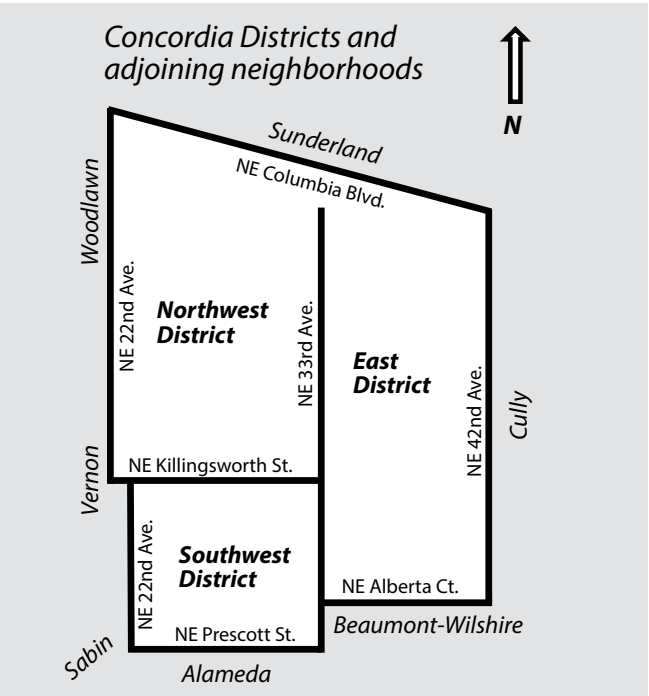 Concordia Districts and
adjoining neighborhoods
N
Sunderland
NE Columbia Blvd.
Woodlawn
NE 22nd Ave.
Northwest
District
NE 33rd Ave.
East
District
NE 42nd Ave.
Cully
Vernon
NE Killingsworth St.
NE 22nd Ave.
Southwest
District
NE Alberta Ct.
NE Prescott St.
Beaumont-Wilshire
Sabin
Alameda